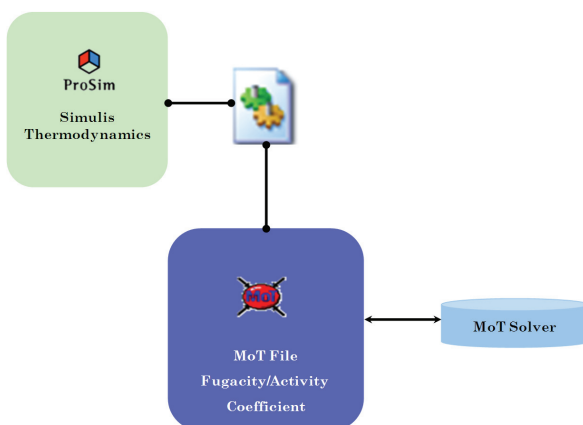 ProSim
Simulis
Thermodynamics
MoT
MoT File
Fugacity/Activity
Coefficient
MoT Solver